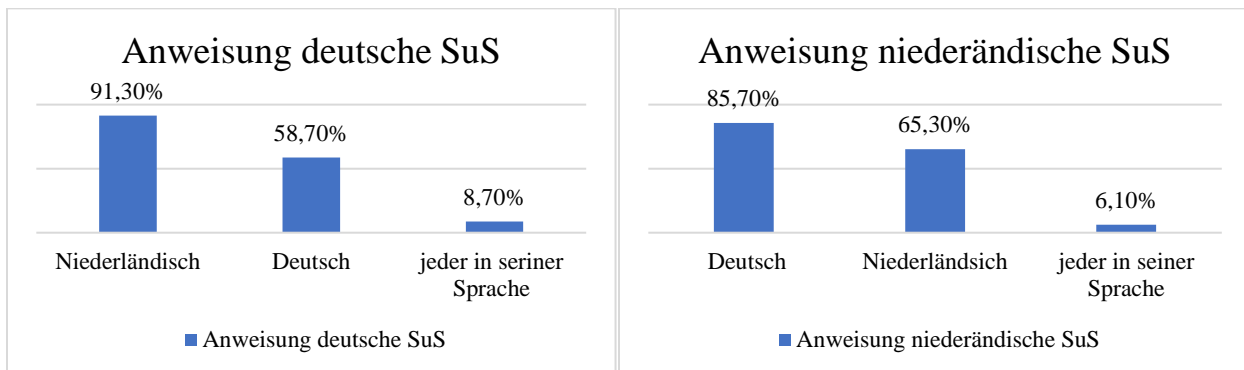 Anweisung deutsche SuS
91,30%
58,70%
8,70%
Niederländisch
Deutsch
jeder in seriner
Sprache
Anweisung deutsche SuS
Anweisung niederändische SuS
85,70%
65,30%
6,10%
Deutsch
Niederländsich
jeder in seiner
Sprache
Anweisung niederändische SuS